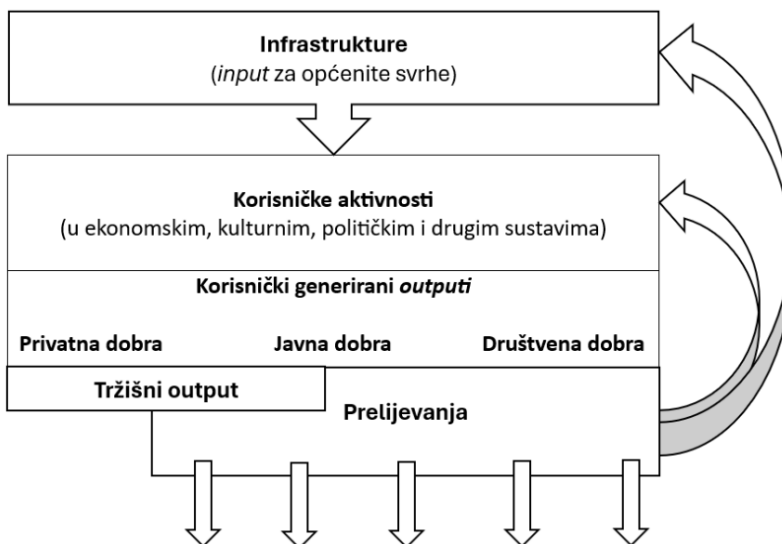 Infrastrukture
(input za općenite svrhe)
Korisničke aktivnosti
(u ekonomskim, kulturnim, političkim i drugim sustavima)
Korisnički generirani outputi
Privatna dobra Javna dobra Društvena dobra
Tržišni output
Prelijevanja